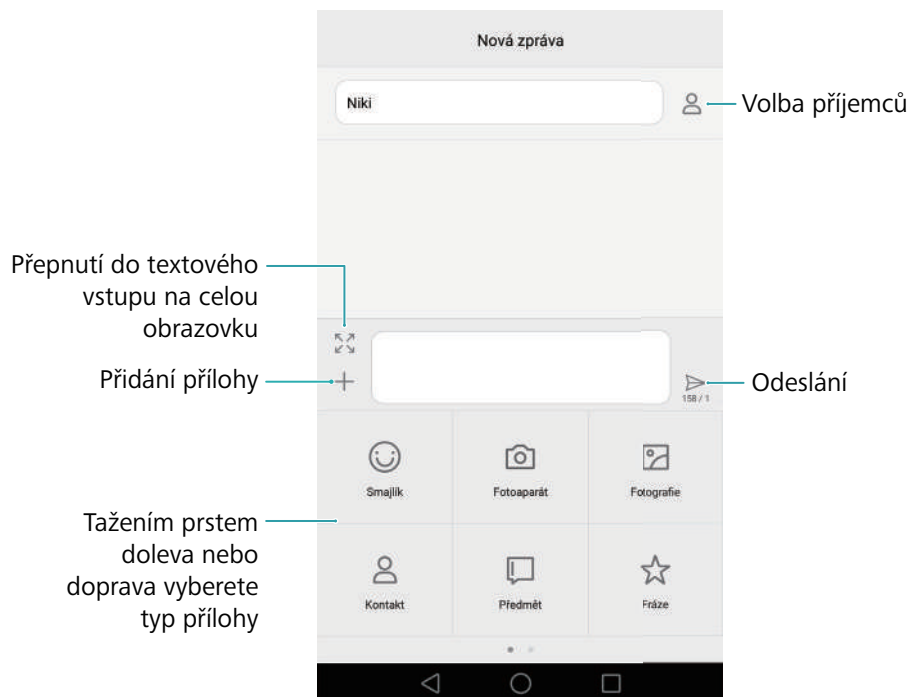 Nová zpráva
Niki
Volba příjemců
Přepnutí do textového
vstupu na celou
obrazovku
Přidání přílohy
Odeslání
158 / 1
Smajlík
Fotoaparát
Fotografie
Tažením prstem
doleva nebo
doprava vyberete
typ přílohy
Kontakt
Předmět
Fráze